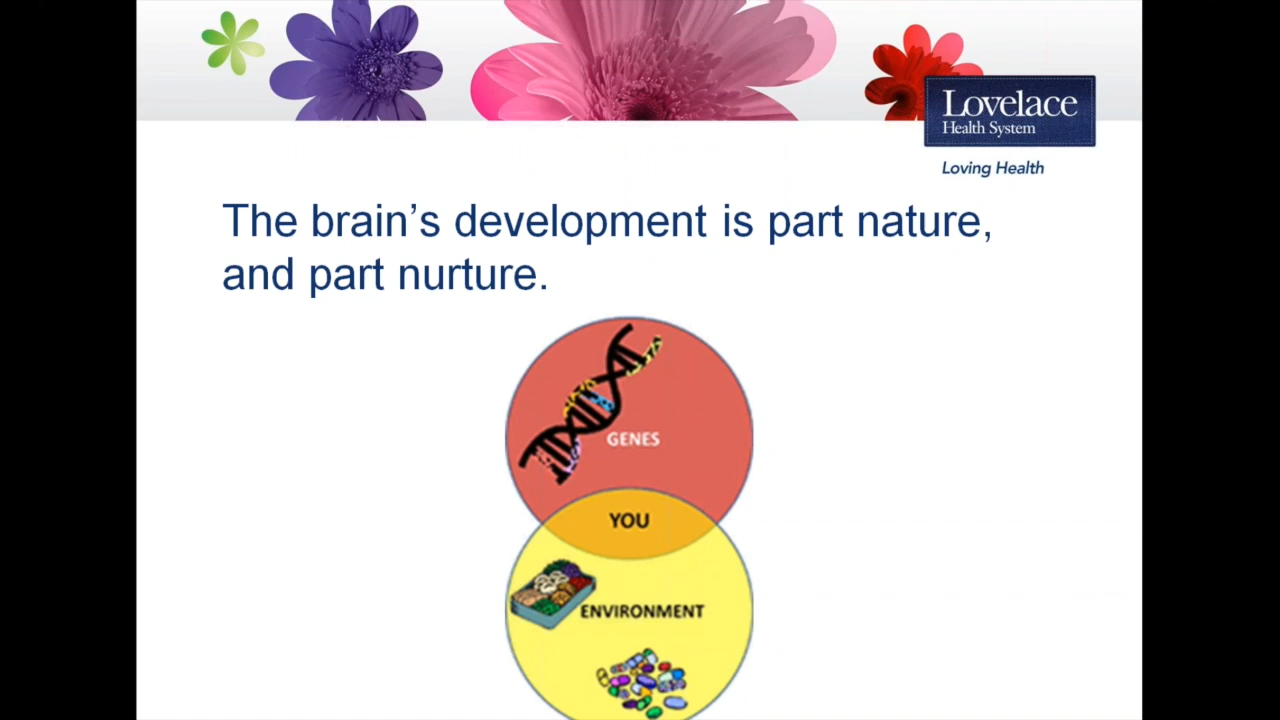 Lovelace
Health System
Loving Health
The brain’s development is part nature,
and part nurture.
GENES
YOU
ENVIRONMENT